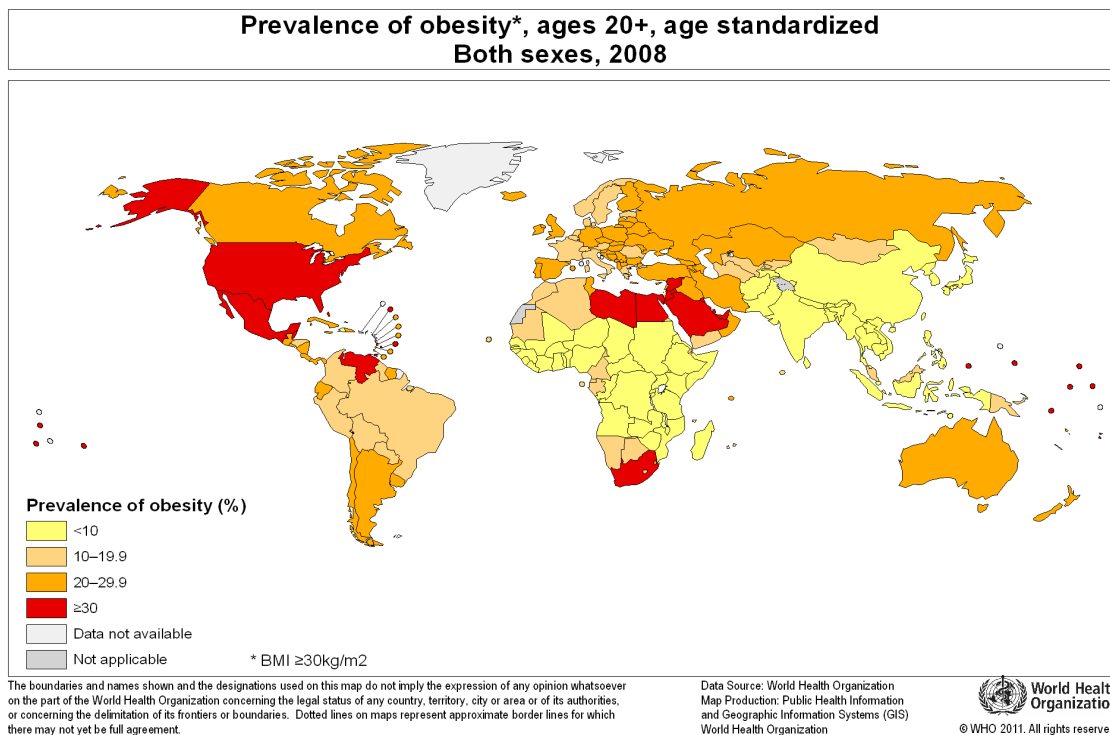 Prevalence of obesity*, ages 20+, age standardized
Both sexes, 2008
Prevalence of obesity (%)
<10
10–19.9
20–29.9
≥30
Data not available
Not applicable
* BMI ≥30kg/m2
The boundaries and names shown and the designations used on this map do not imply the expression of any opinion whatsoever
on the part of the World Health Organization concerning the legal status of any country, territory, city or area or of its authorities,
or concerning the delimitation of its frontiers or boundaries. Dotted lines on maps represent approximate border lines for which
there may not yet be full agreement.
Data Source: World Health Organization
Map Production: Public Health Information
and Geographic Information Systems (GIS)
World Health Organization
World Healt
Organizatio
© WHO 2011. All rights reserve